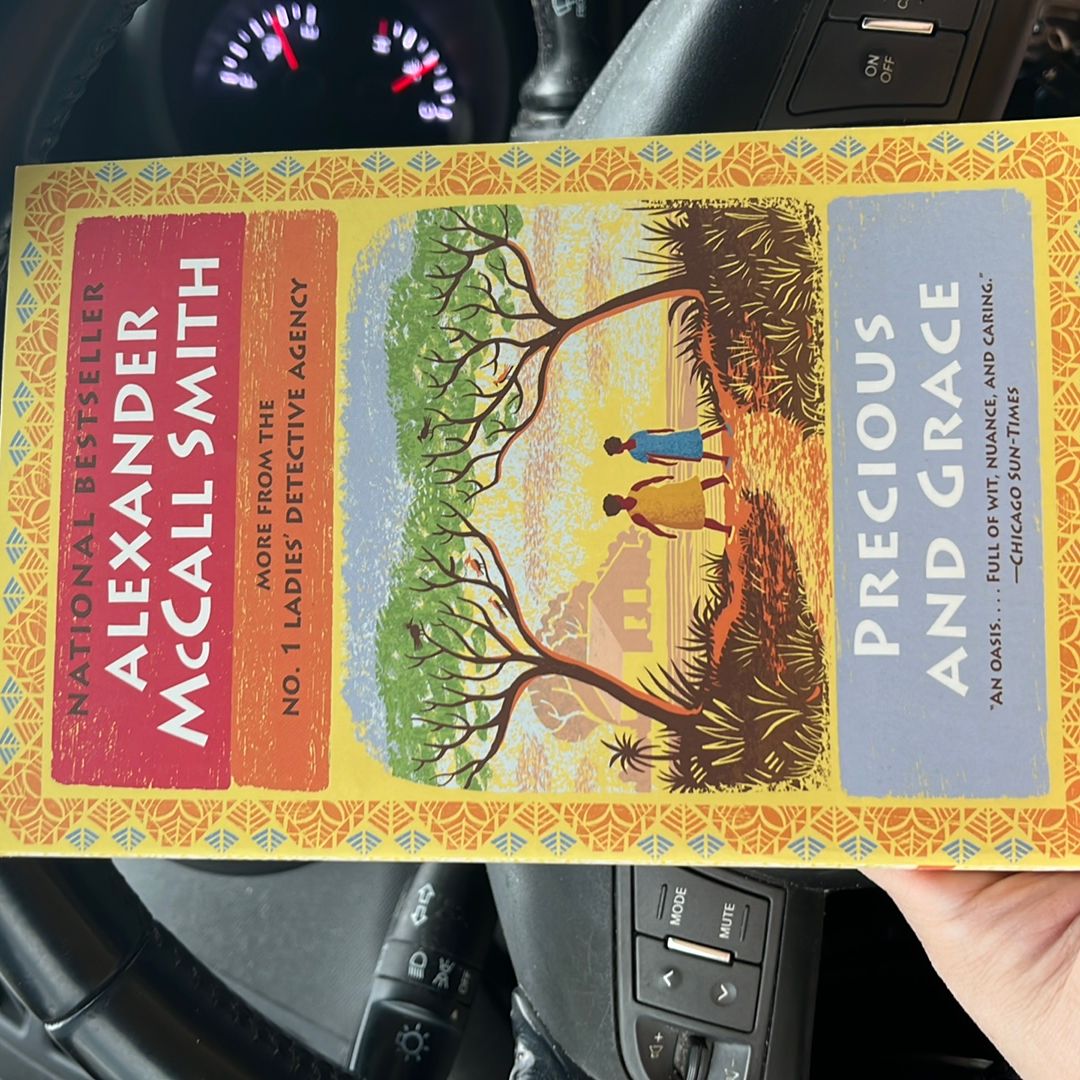 NATIONAL BESTSELLER
ALEXANDER
McCALL SMITH
MORE FROM THE
NO. 1 LADIES' DETECTIVE AGENCY
PRECIOUS
AND GRACE
"AN OASIS.... FULL OF WIT, NUANCE, AND CARING."
—CHICAGO SUN-TIMES
ON
OFF
MODE
MUTE
OFF
E
H
C